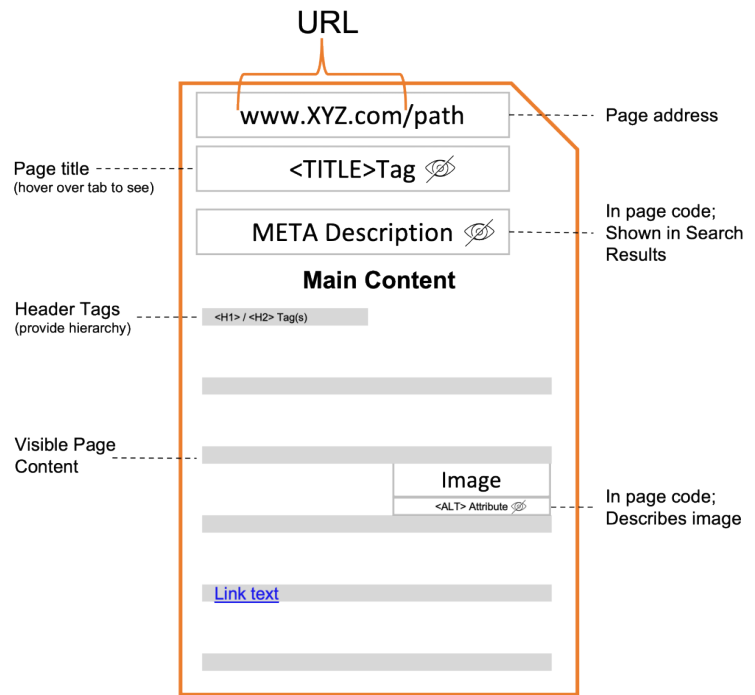 URL
www.XYZ.com/path
Page address
Page title
(hover over tab to see)
<TITLE>Tag
META Description
In page code;
Shown in Search
Results
Main Content
Header Tags
(provide hierarchy)
<H1> / <H2> Tag(s)
Visible Page
Content
Image
<ALT> Attribute
In page code;
Describes image
Link text